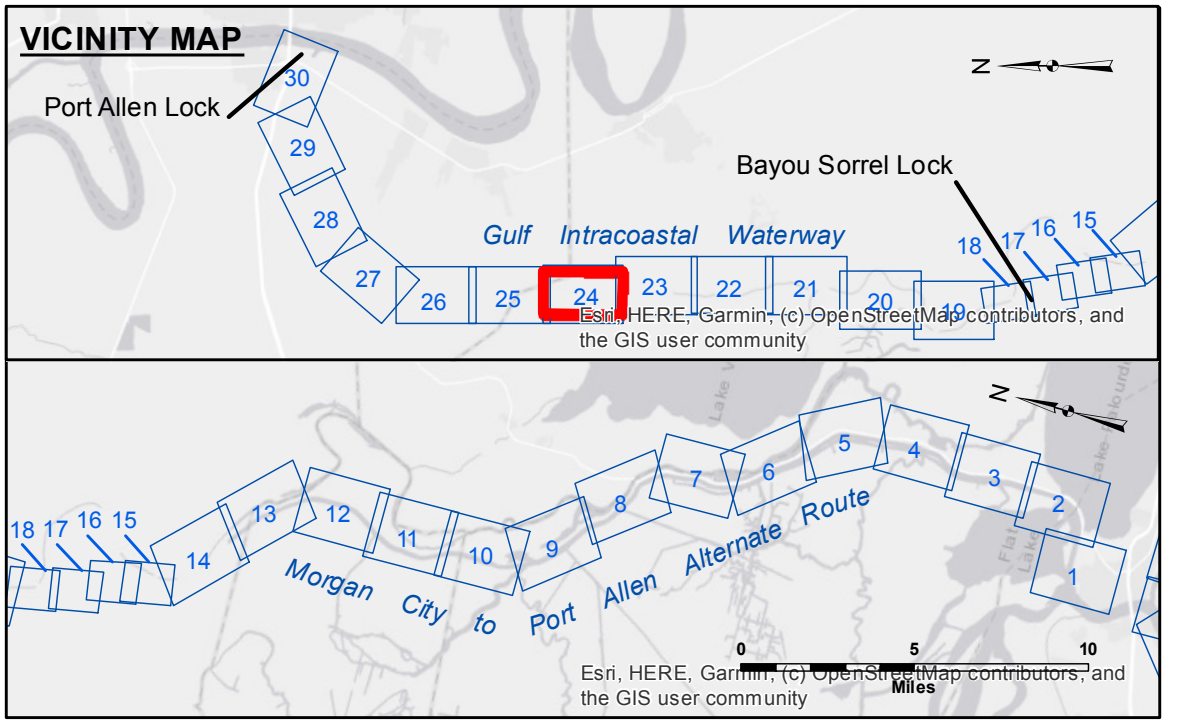 VICINITY MAP
N
Port Allen Lock
30
29
28
27
26
25
24
23
22
21
20
19
18
17
16
15
Bayou Sorrel Lock
Gulf Intracoastal Waterway
Esri, HERE, Garmin, (c) OpenStreetMap contributors, and
the GIS user community
N
18
17
16
15
14
13
12
11
10
9
8
7
6
5
4
3
2
1
Morgan City to Port Allen Alternate Route
Flat
Lake
0 5 10
Miles
Esri, HERE, Garmin, (c) OpenStreetMap contributors, and
the GIS user community